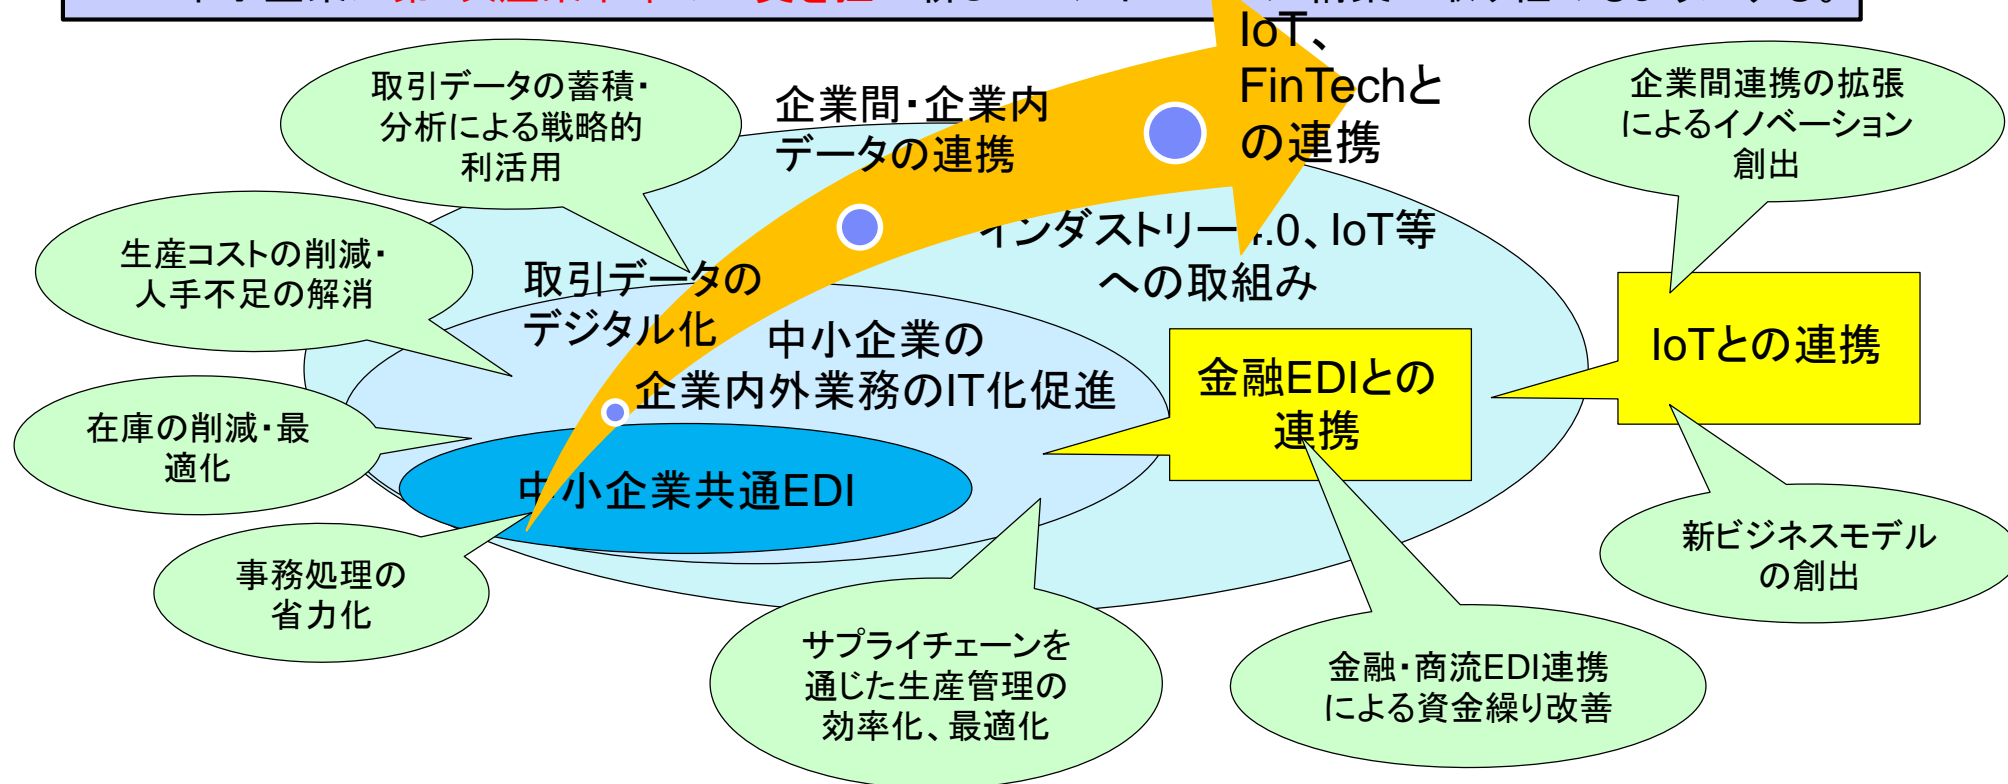 IoT、
FinTechと
の連携
企業間・企業内
データの連携
取引データの蓄積・
分析による戦略的
利活用
企業間連携の拡張
によるイノベーション
創出
生産コストの削減・
人手不足の解消
取引データの
デジタル化
インダストリー4.0、IoT等
への取組み
中小企業の
企業内外業務のIT化促進
金融EDIとの
連携
IoTとの連携
在庫の削減・最
適化
中小企業共通EDI
事務処理の
省力化
サプライチェーンを
通じた生産管理の
効率化、最適化
金融・商流EDI連携
による資金繰り改善
新ビジネスモデル
の創出